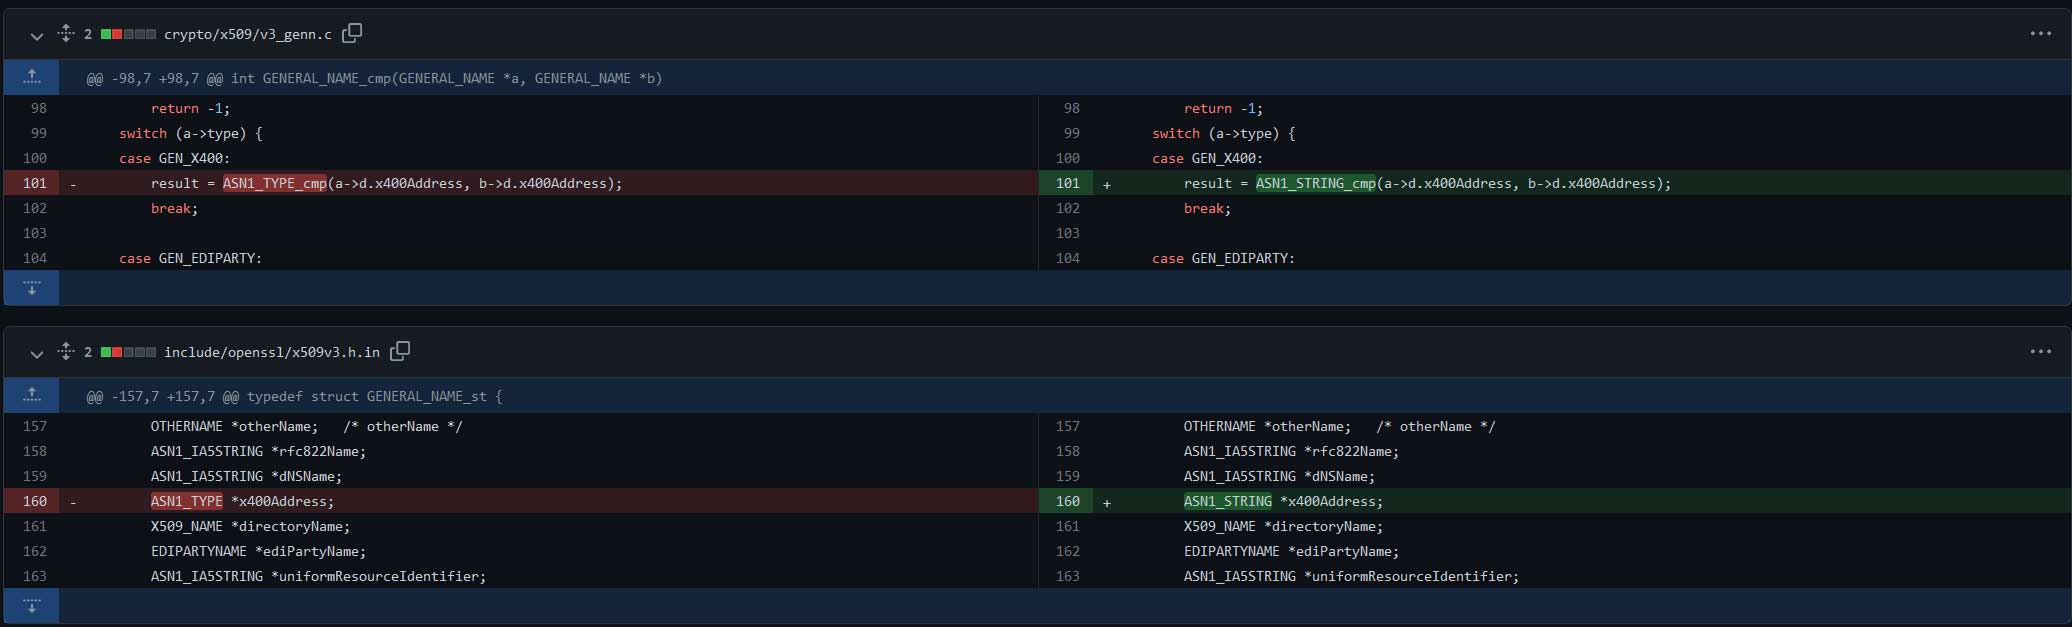 2 crypto/x509/v3_genn.c
@@ -98,7 +98,7 @@ int GENERAL_NAME_cmp(GENERAL_NAME *a, GENERAL_NAME *b)
98 return -1;
99 switch (a->type) {
100 case GEN_X400:
101 - result = ASN1_TYPE_cmp(a->d.x400Address, b->d.x400Address);
102 break;
103
104 case GEN_EDIPARTY:
98 return -1;
99 switch (a->type) {
100 case GEN_X400:
101 + result = ASN1_STRING_cmp(a->d.x400Address, b->d.x400Address);
102 break;
103
104 case GEN_EDIPARTY:
2 include/openssl/x509v3.h.in
@@ -157,7 +157,7 @@ typedef struct GENERAL_NAME_st {
157 OTHERNAME *otherName; /* otherName */
158 ASN1_IA5STRING *rfc822Name;
159 ASN1_IA5STRING *dNSName;
160 - ASN1_TYPE *x400Address;
161 X509_NAME *directoryName;
162 EDIPARTYNAME *ediPartyName;
163 ASN1_IA5STRING *uniformResourceIdentifier;
157 OTHERNAME *otherName; /* otherName */
158 ASN1_IA5STRING *rfc822Name;
159 ASN1_IA5STRING *dNSName;
160 + ASN1_STRING *x400Address;
161 X509_NAME *directoryName;
162 EDIPARTYNAME *ediPartyName;
163 ASN1_IA5STRING *uniformResourceIdentifier;